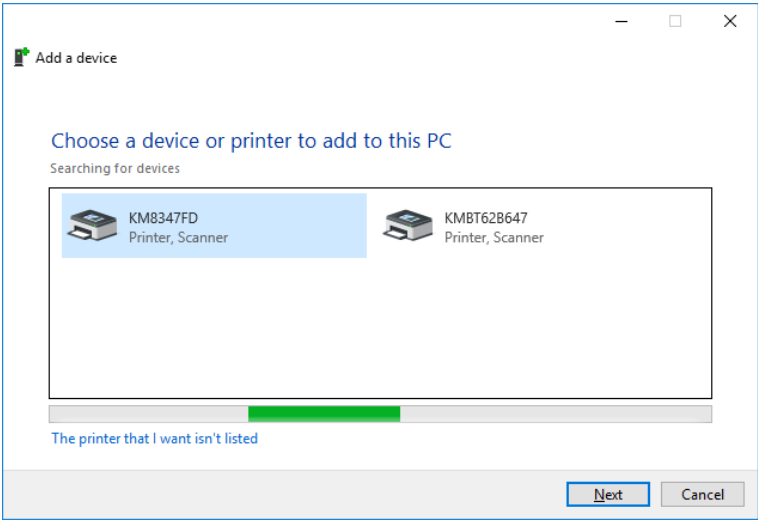 Add a device
Choose a device or printer to add to this PC
Searching for devices
KM8347FD
Printer, Scanner
KMBT62B647
Printer, Scanner
The printer that I want isn't listed
Next
Cancel